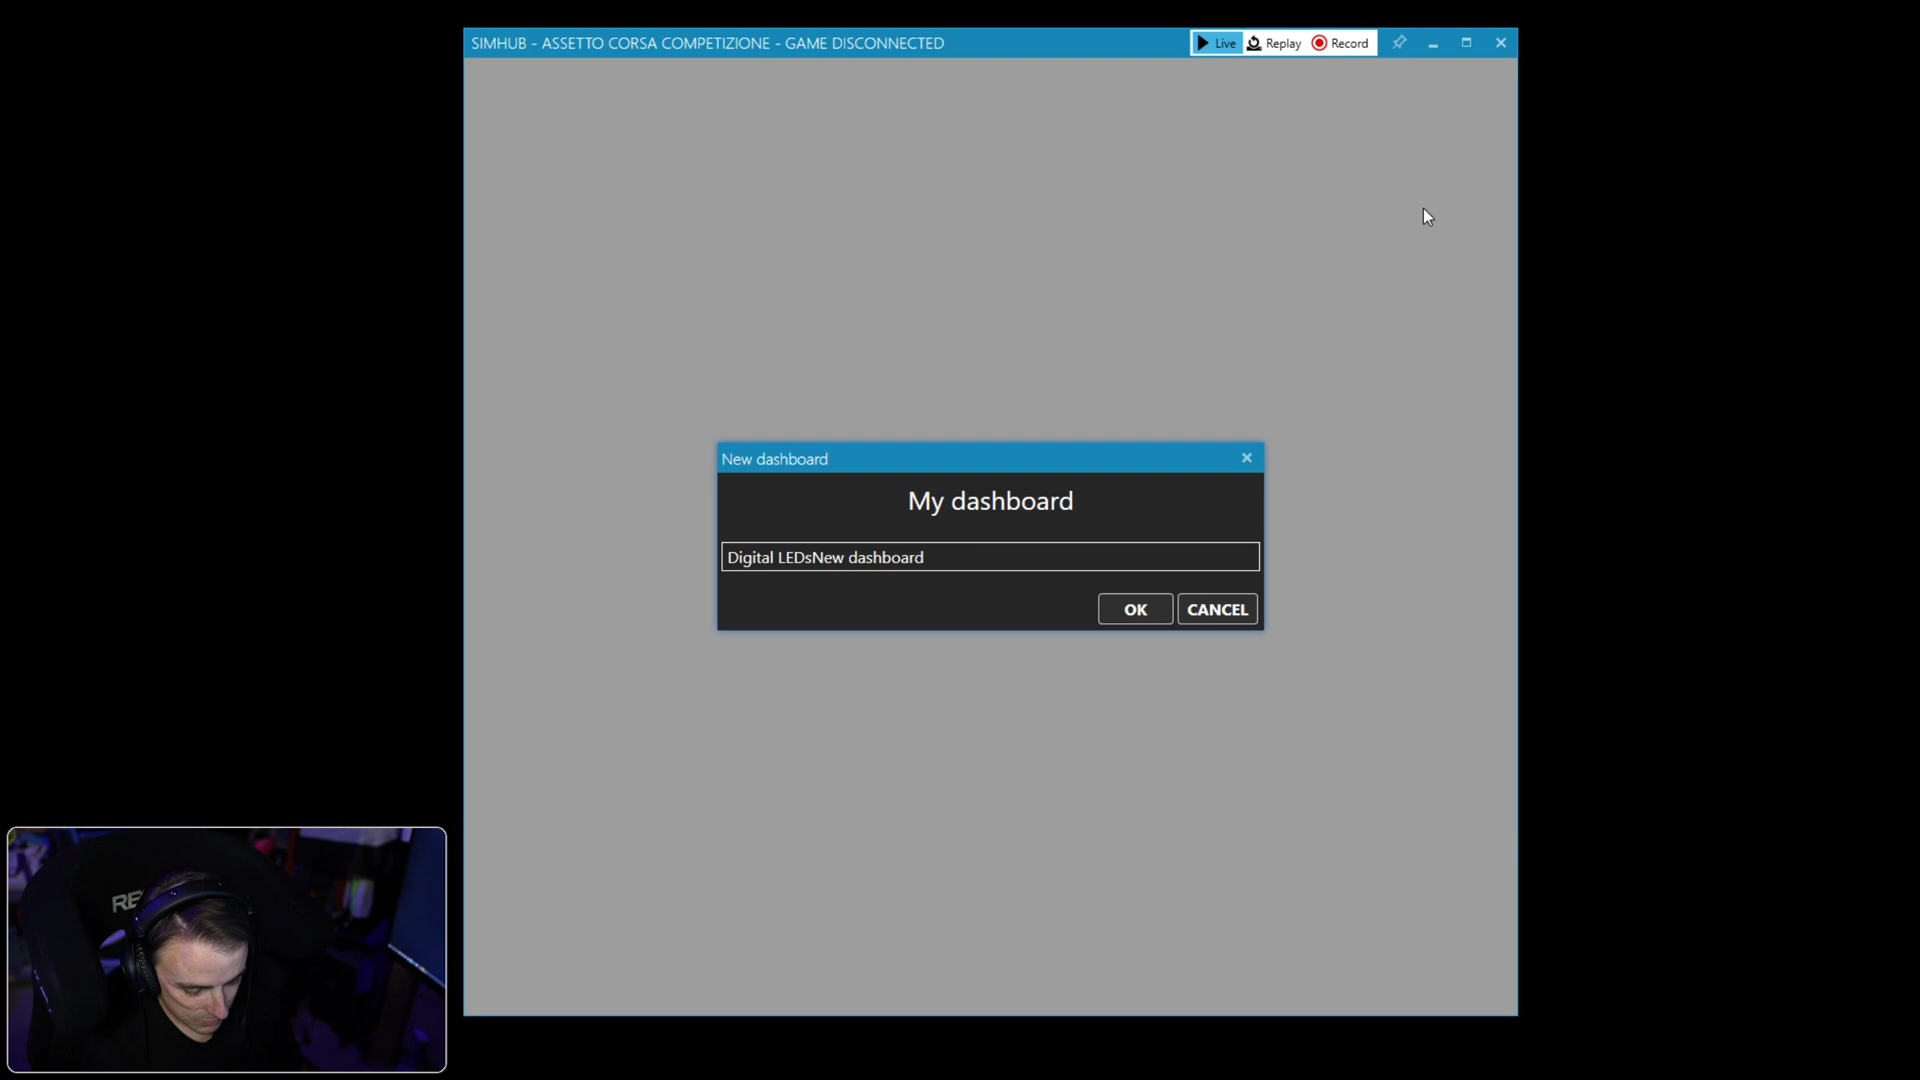 SIMHUB - ASSETTO CORSA COMPETIZIONE - GAME DISCONNECTED
Live Replay Record
New dashboard
My dashboard
Digital LEDsNew dashboard
OK CANCEL
RE